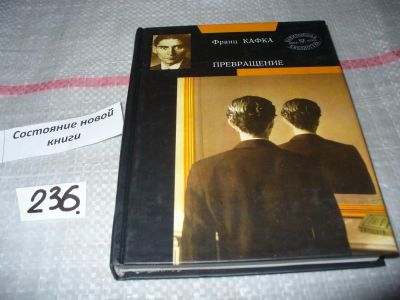 Франц КАФКА
ПРЕВРАЩЕНИЕ
Состояние новой
книги
236.